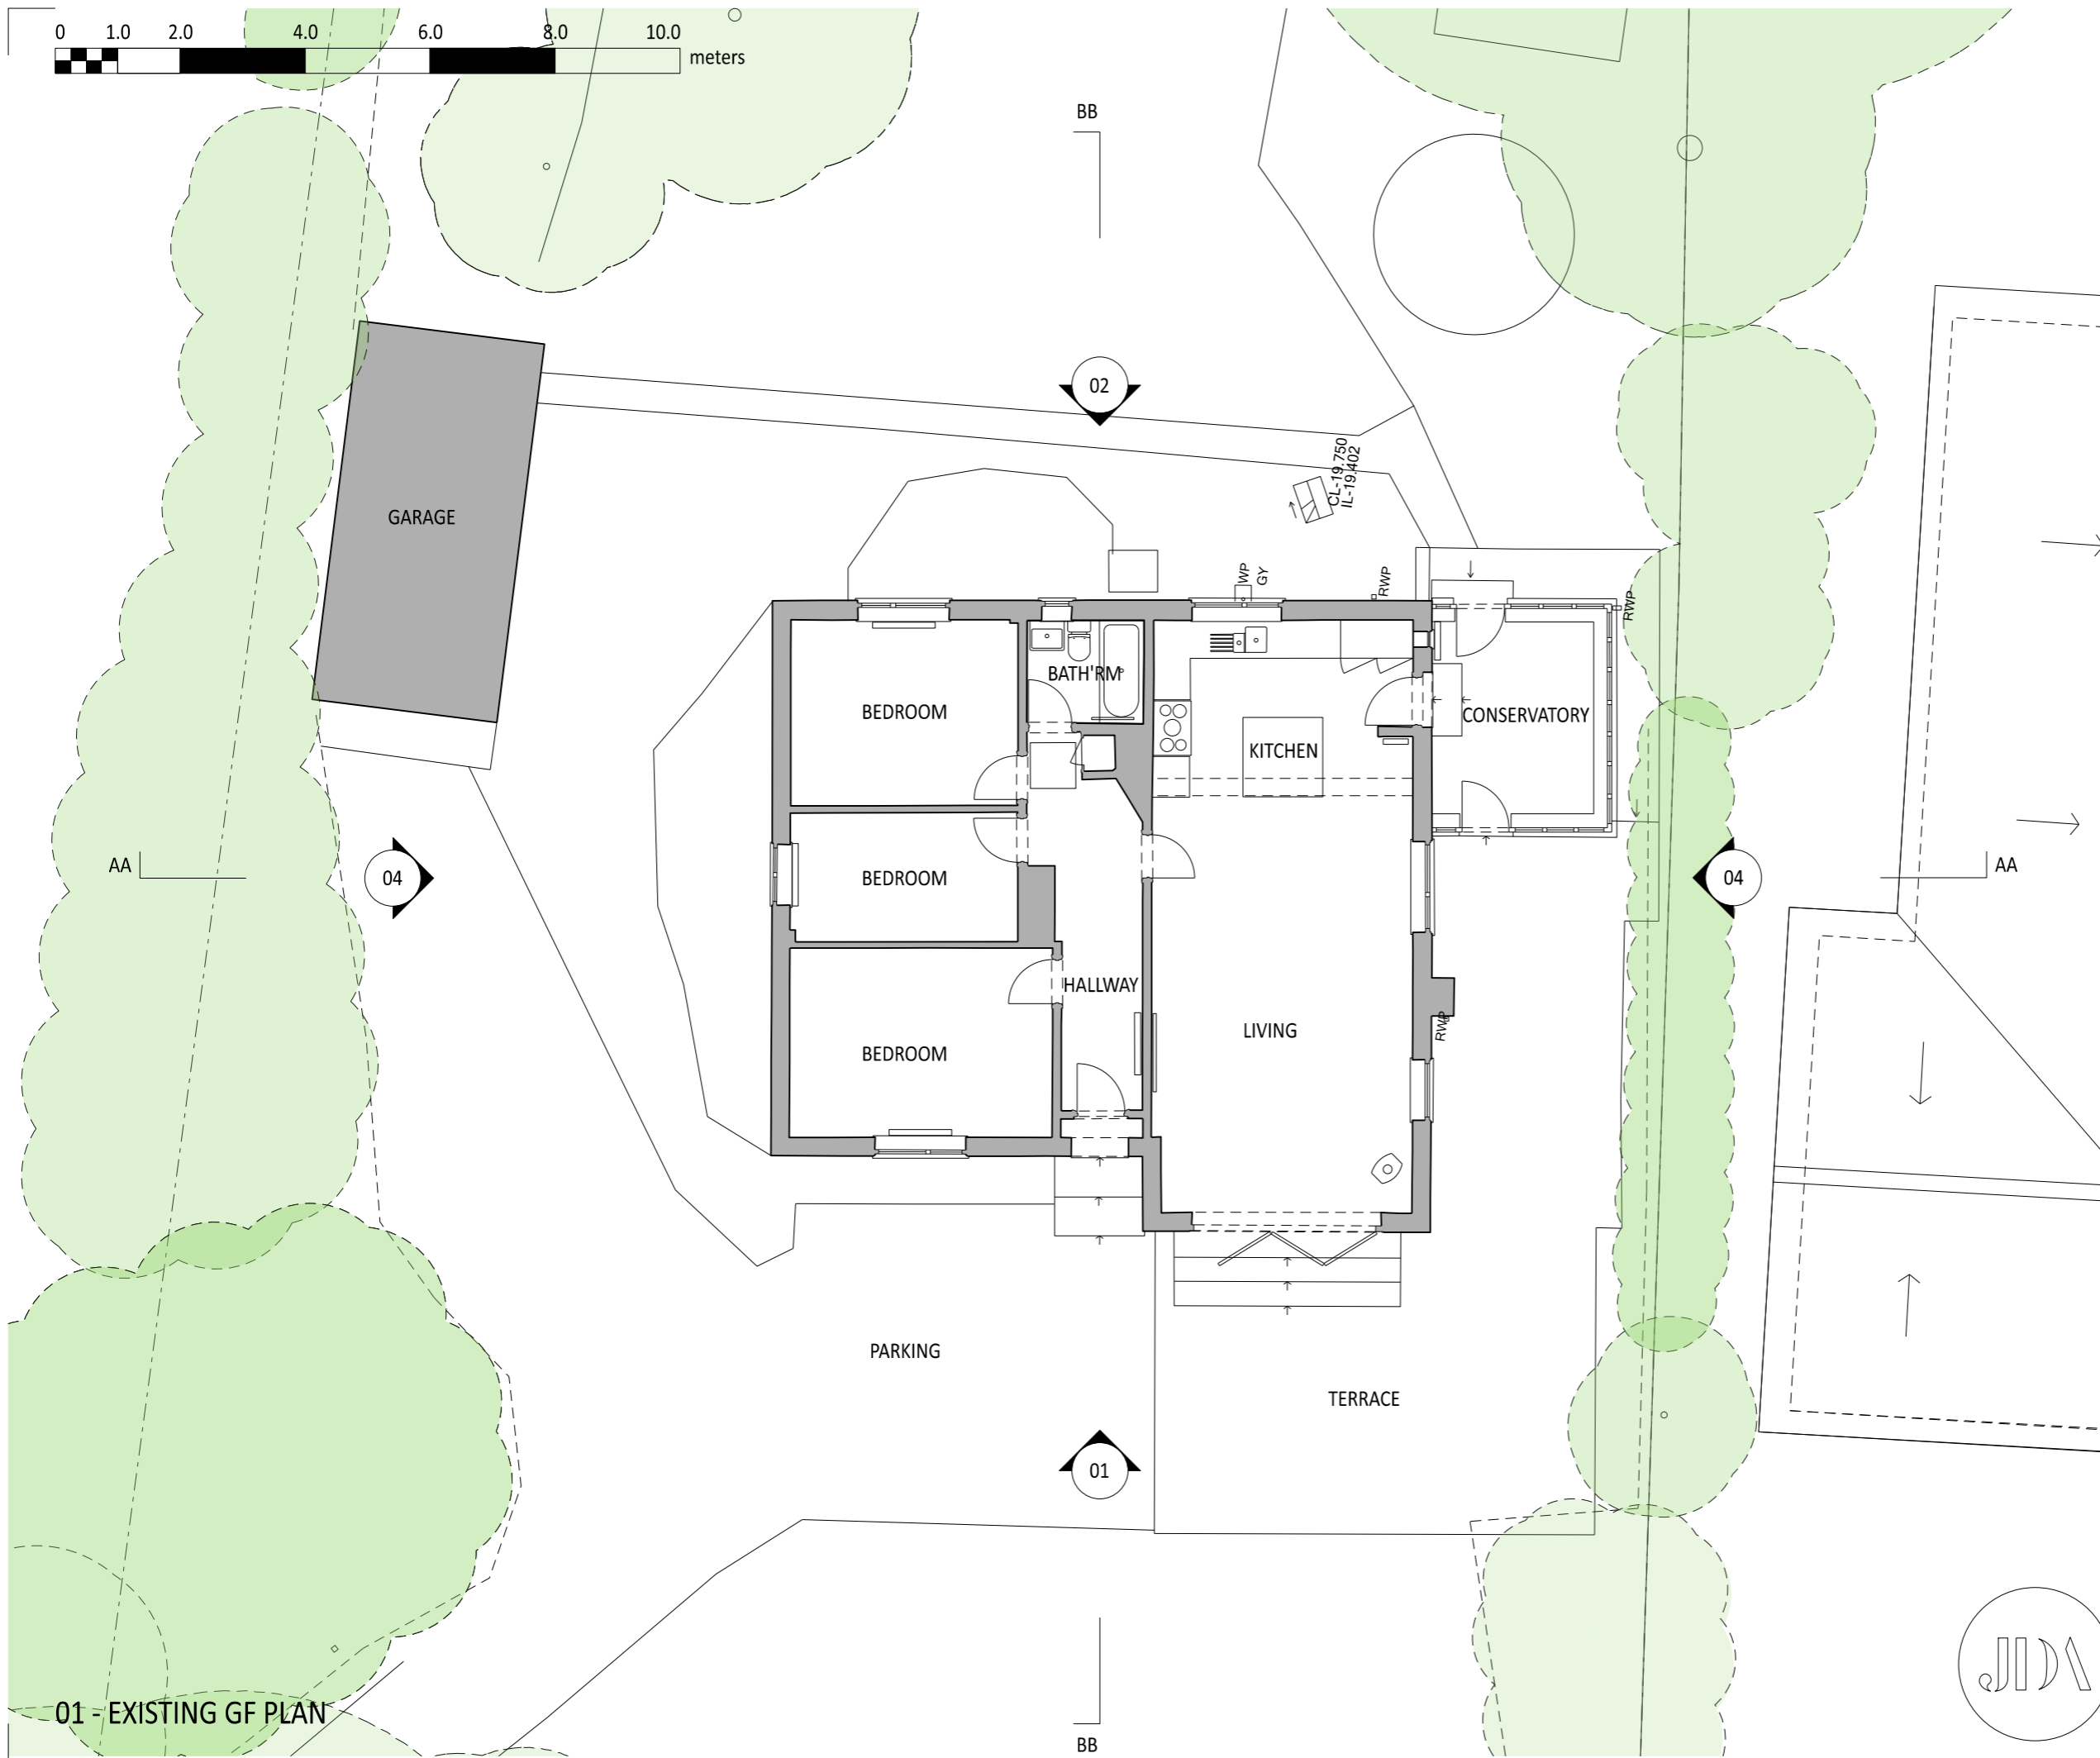 0 1.0 2.0 4.0 6.0 8.0 10.0
meters
BB
02
CL-19.750
IL-19.402
GARAGE
WP
GY
RWP
RWP
BATH'RM
BEDROOM
CONSERVATORY
KITCHEN
AA
04
BEDROOM
04
AA
HALLWAY
LIVING
RWP
BEDROOM
PARKING
TERRACE
01
JDA
01 - EXISTING GF PLAN
BB